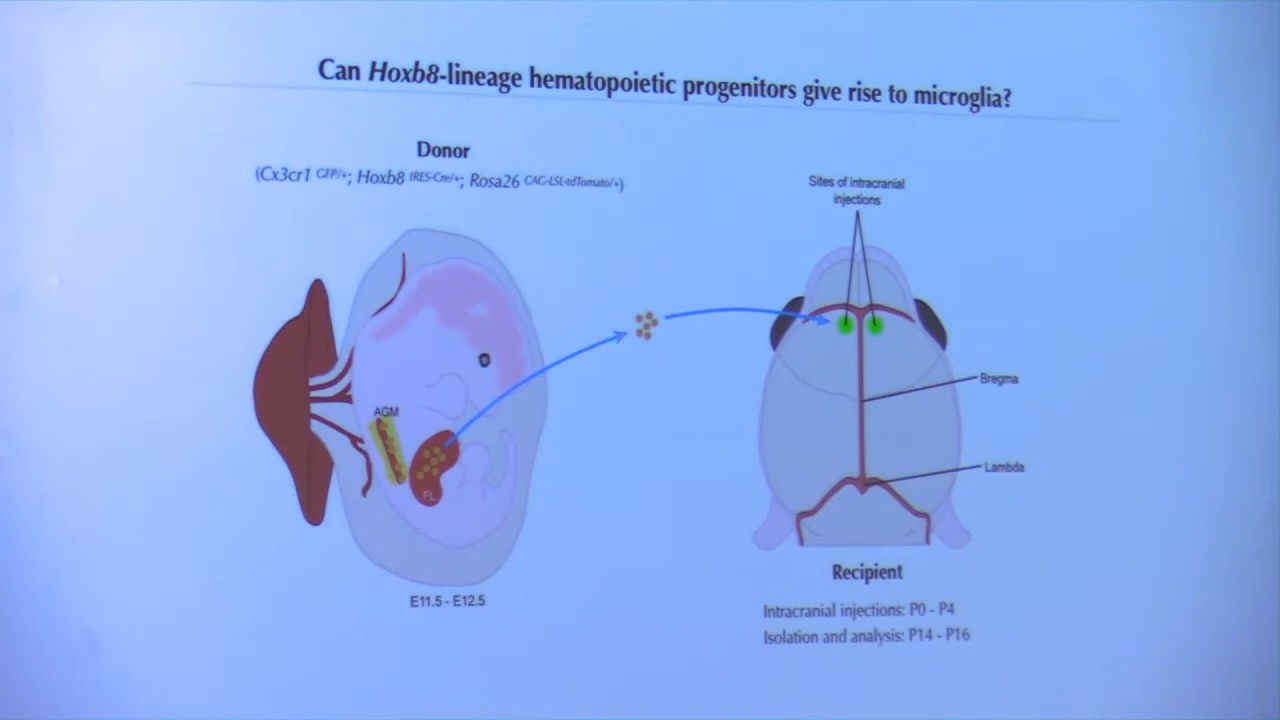 Can Hoxb8-lineage hematopoietic progenitors give rise to microglia?
Donor
(Cx3cr1 GFP/+; Hoxb8 IRES-Cre/+; Rosa26 CAG-LSL-tdTomato/+)
Sites of intracranial
injections
AGM
FL
E11.5 - E12.5
Bregma
Lambda
Recipient
Intracranial injections: P0 - P4
Isolation and analysis: P14 - P16